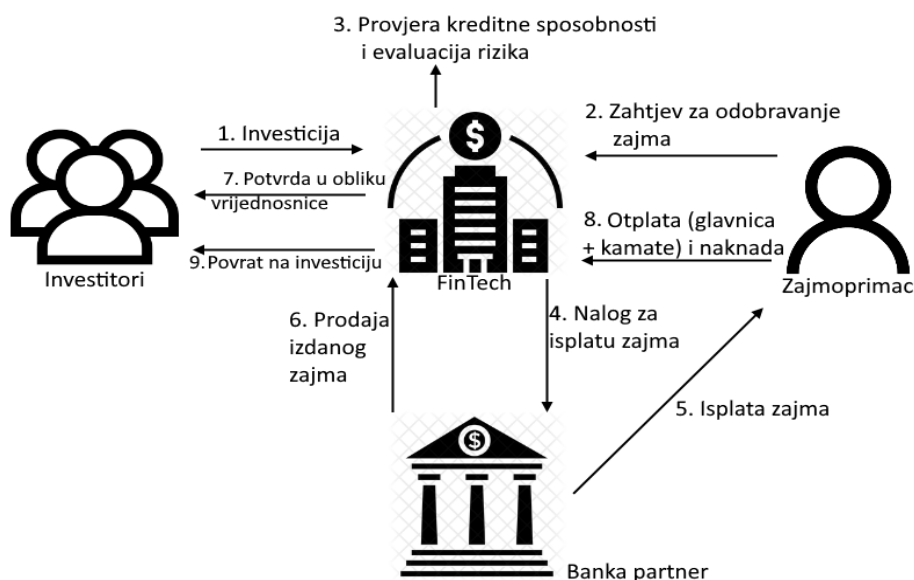 3. Provjera kreditne sposobnosti
i evaluacija rizika
1. Investicija
2. Zahtjev za odobravanje
zajma
7. Potvrda u obliku
vrijednosnice
8. Otplata (glavnica
+ kamate) i naknada
9.Povrat na investiciju
Investitori
FinTech
Zajmoprimac
6. Prodaja
izdanog
zajma
4. Nalog za
isplatu zajma
5. Isplata zajma
Banka partner